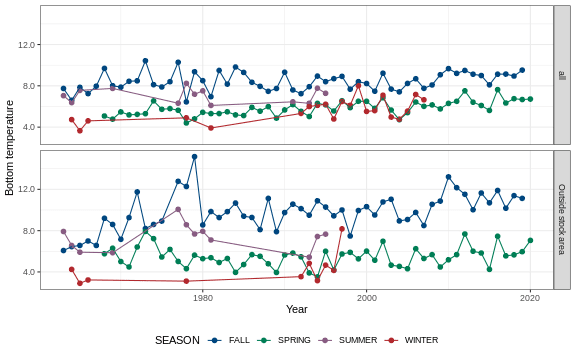 12.0
8.0
4.0
all
12.0
8.0
4.0
Outside stock area
Bottom temperature
1980
2000
2020
Year
SEASON FALL SPRING SUMMER WINTER